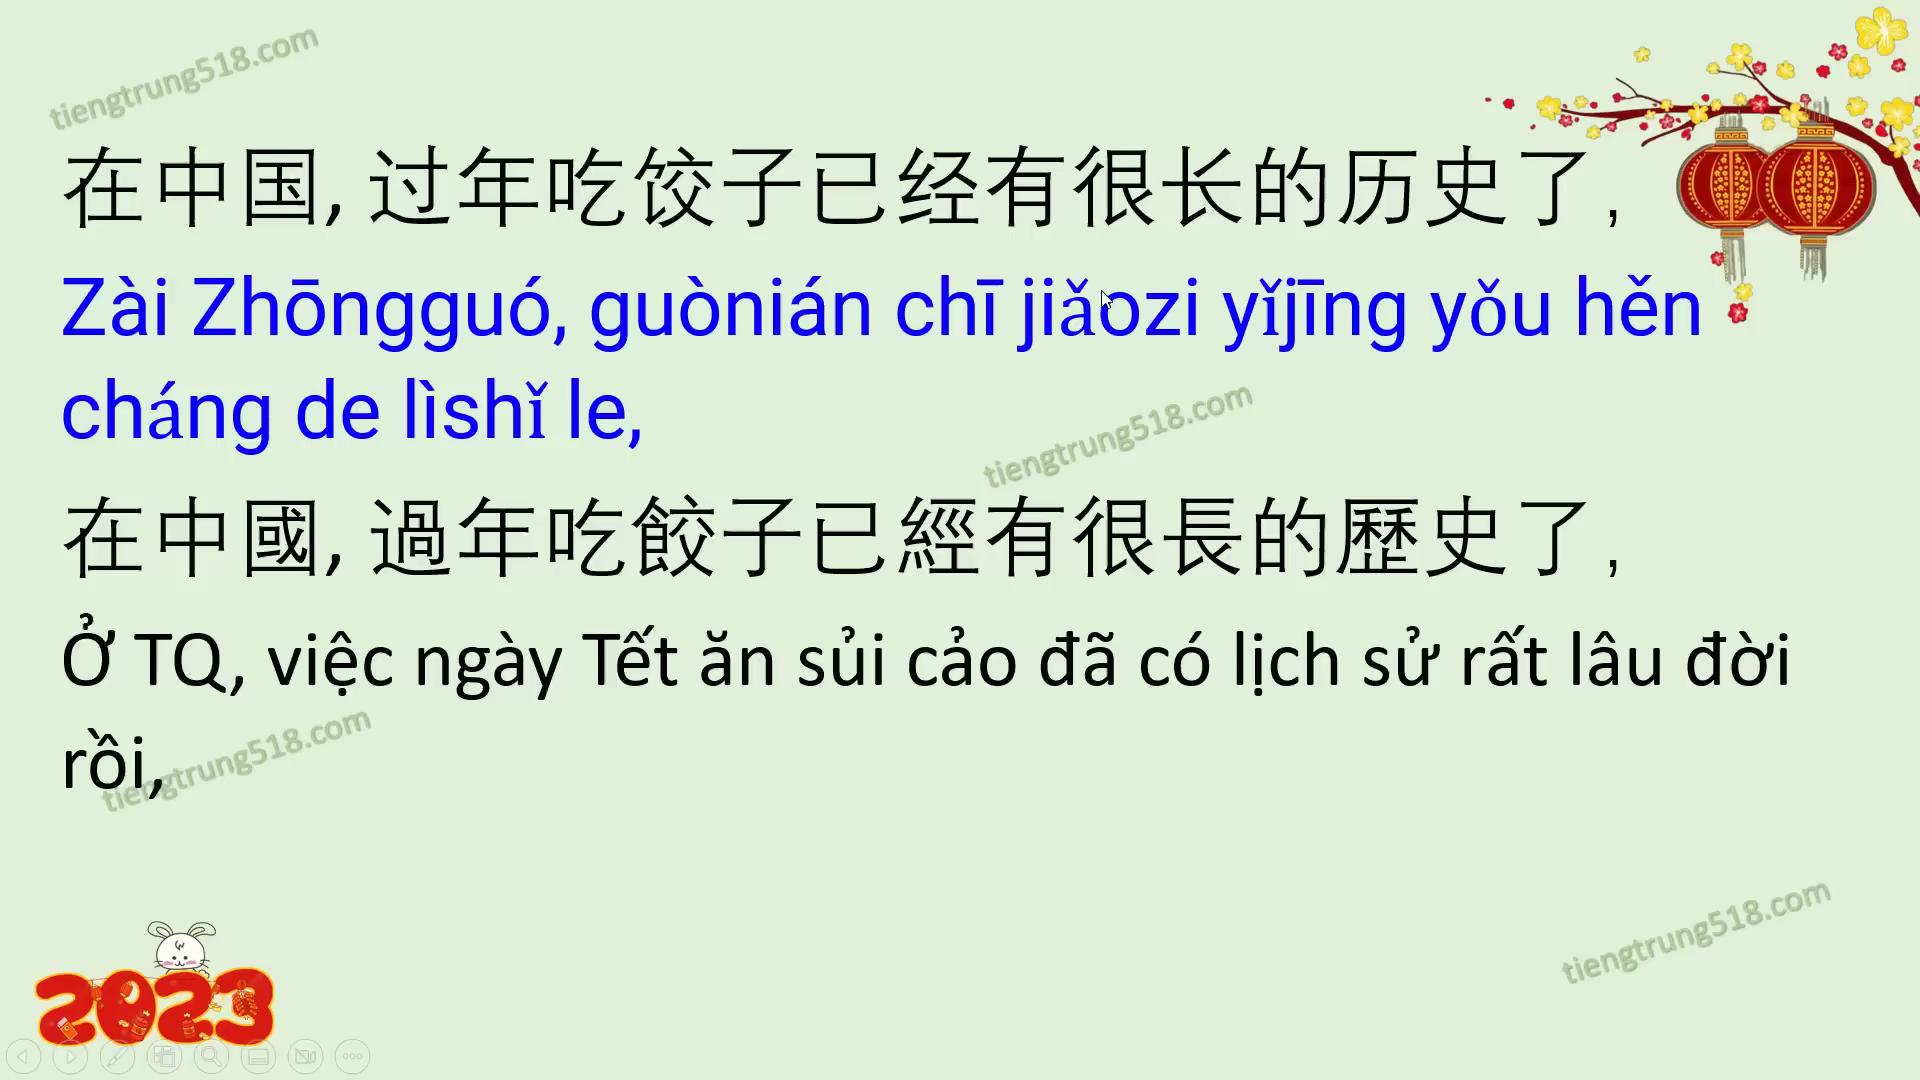 tiengtrung518.com
在中国, 过年吃饺子已经有很长的历史了,
Zài Zhōngguó, guònián chī jiǎozi yǐjīng yǒu hěn
cháng de lìshǐ le,
tiengtrung518.com
在中國, 過年吃餃子已經有很長的歷史了,
Ở TQ, việc ngày Tết ăn sủi cảo đã có lịch sử rất lâu đời
rồi,
tiengtrung518.com
tiengtrung518.com
2023